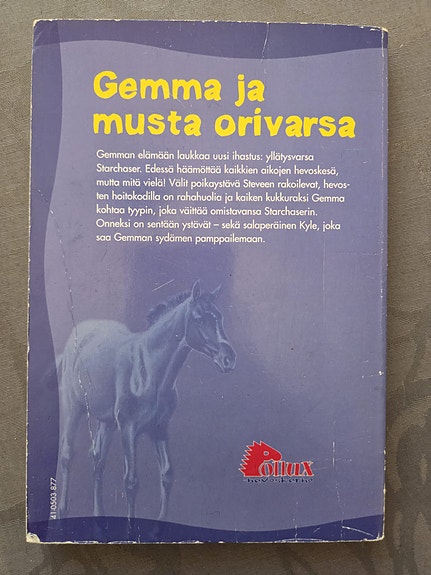 Gemma ja
musta orivarsa
Gemman elämään laukkaa uusi ihastus: yllätysvarsa
Starchaser. Edessä häämöttää kaikkien aikojen hevoskesä,
mutta mitä vielä! Välit poikaystävä Steveen rakoilevat, hevos-
ten hoitokodilla on rahahuolia ja kaiken kukkuraksi Gemma
kohtaa tyypin, joka väittää omistavansa Starchaserin.
Onneksi on sentään ystävät – sekä salaperäinen Kyle, joka
saa Gemman sydämen pamppailemaan.
Pollux
hevoskerho
41-0503-877